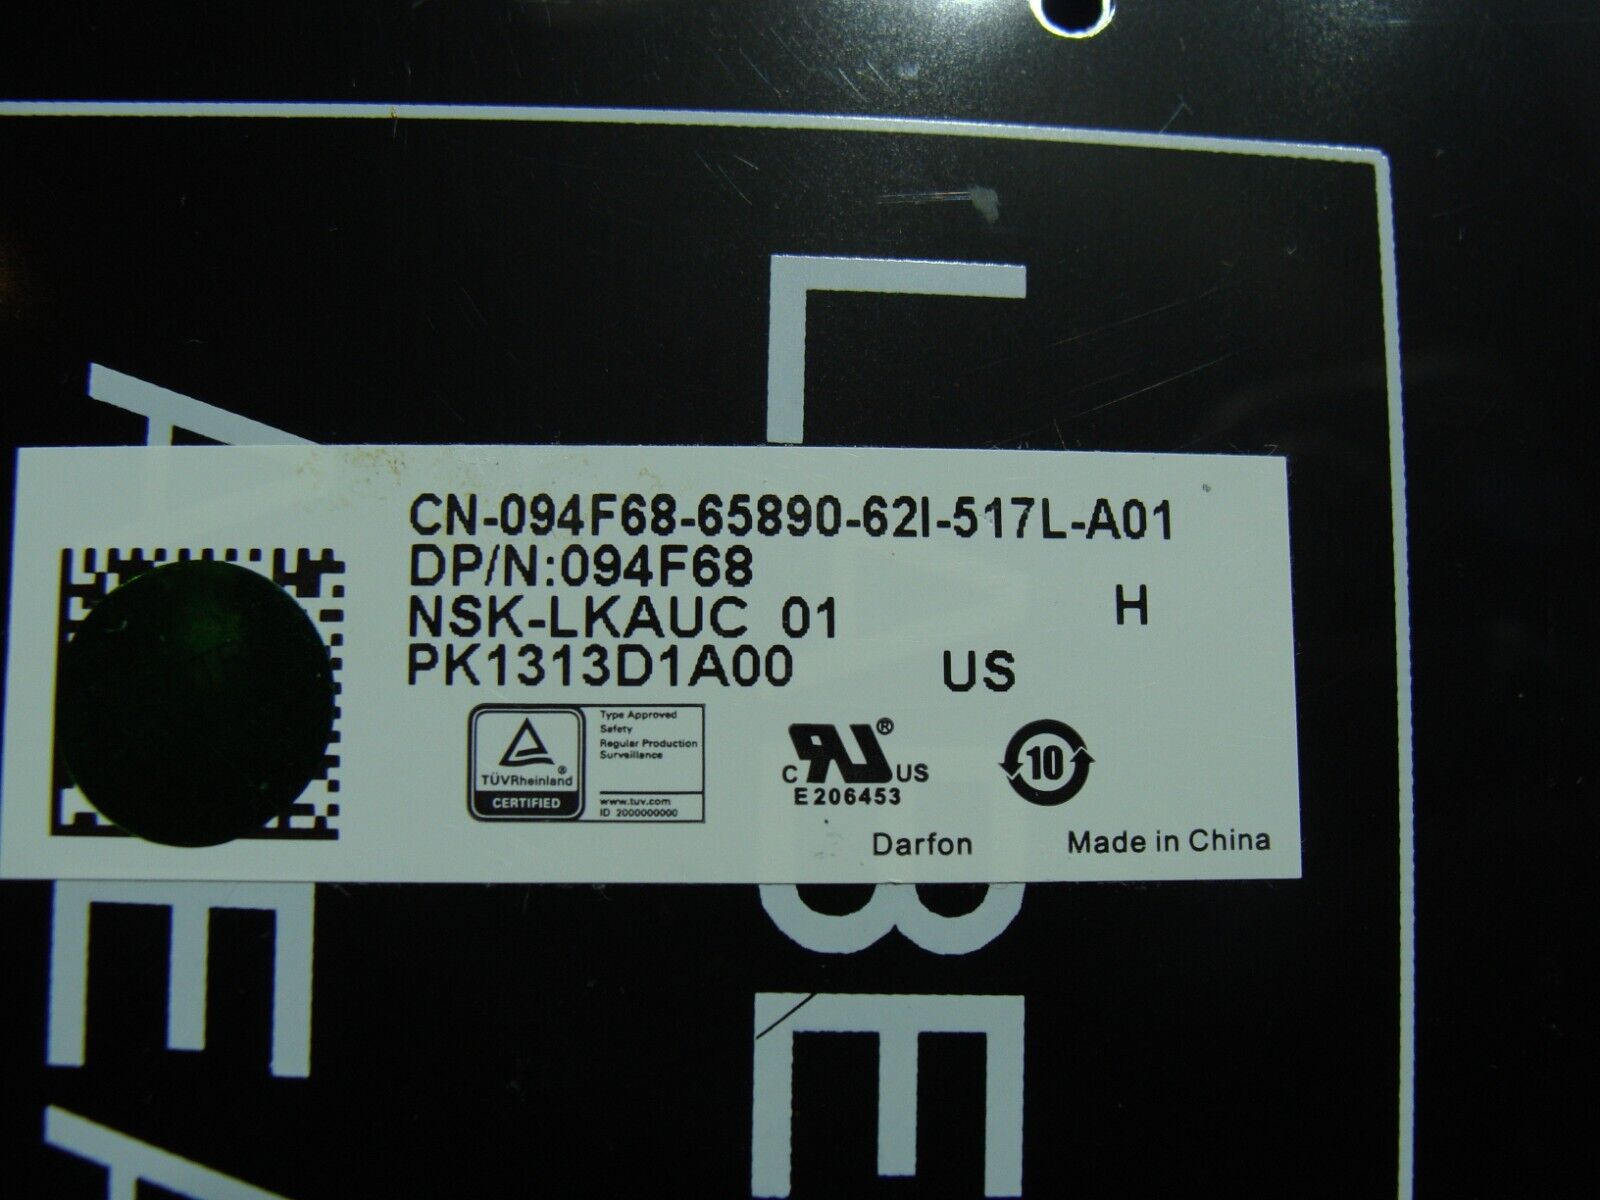 CN-094F68-65890-62I-517L-A01
DP/N:094F68
NSK-LKAUC 01
H
PK1313D1A00 US
Type Approved
Safety
Regular Production
Surveillance
TÜVRheinland®
CERTIFIED
www.tuv.com
ID 2000000000
C RU® US
E206453
10
Darfon
Made in China